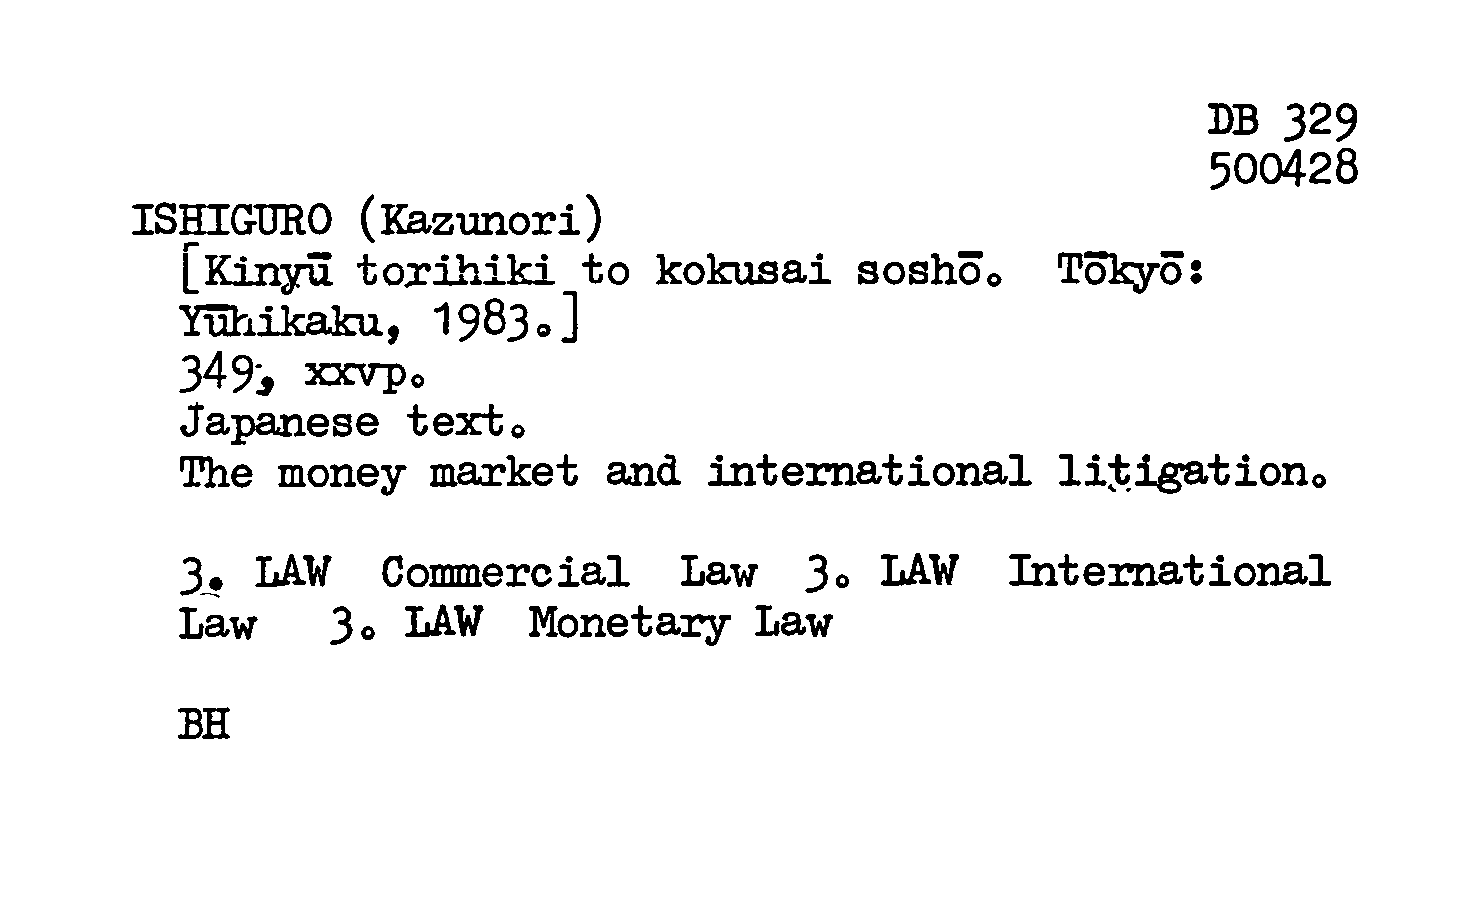 DB 329
500428
ISHIGURO (Kazunori)
[Kinyū torihiki to kokusai soshō. Tōkyō:
Yūhikaku, 1983.]
349, xxvp.
Japanese text.
The money market and international litigation.
3. LAW Commercial Law 3. LAW International
Law 3. LAW Monetary Law
BH